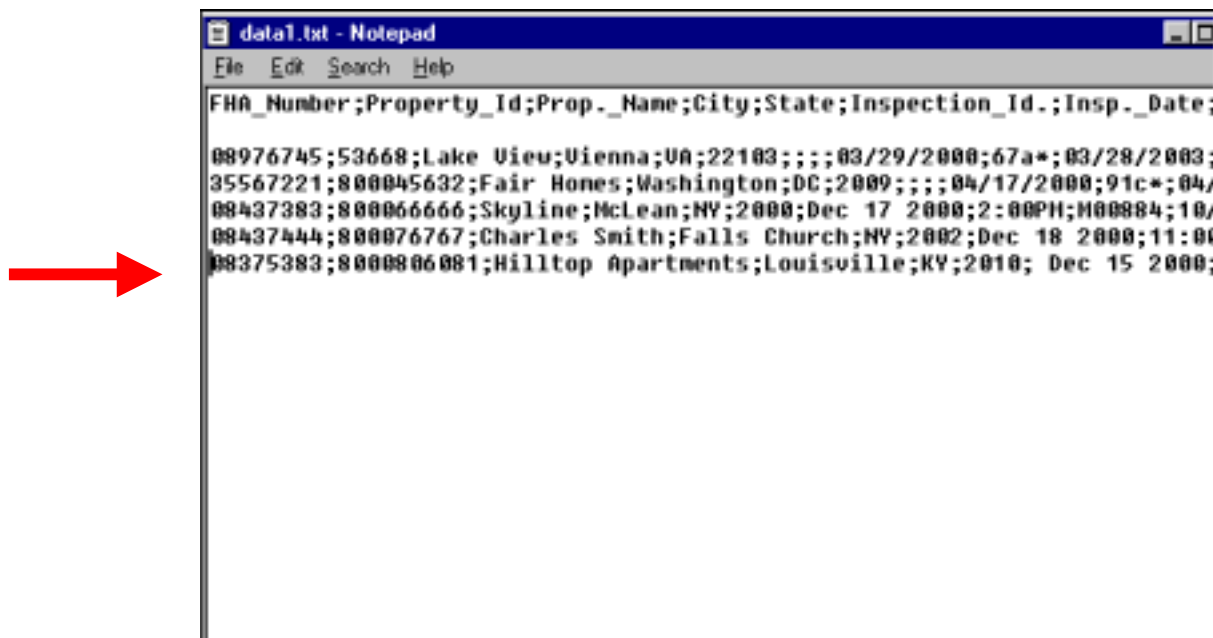 data1.txt - Notepad
File Edit Search Help
FHA_Number;Property_Id;Prop._Name;City;State;Inspection_Id.;Insp._Date;
08976745;53668;Lake View;Vienna;VA;22103;;;;03/29/2000;67a*;03/28/2003;
35567221;800045632;Fair Homes;Washington;DC;2009;;;;04/17/2000;91c*;04/
08437383;800066666;Skyline;McLean;NY;2000;Dec 17 2000;2:00PM;M00884;10/
08437444;800076767;Charles Smith;Falls Church;NY;2002;Dec 18 2000;11:00
08375383;8000806081;Hilltop Apartments;Louisville;KY;2010; Dec 15 2000;